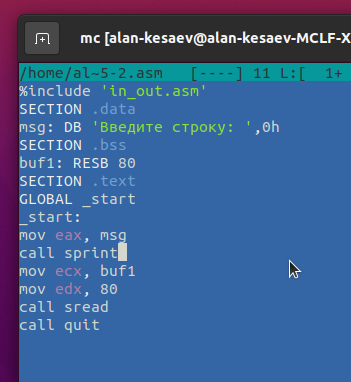 mc [alan-kesaev@alan-kesaev-MCLF-X
/home/al~5-2.asm   [----] 11 L:[  1+
%include 'in_out.asm'
SECTION .data
msg: DB 'Введите строку: ',0h
SECTION .bss
buf1: RESB 80
SECTION .text
GLOBAL _start
_start:
mov eax, msg
call sprint
mov ecx, buf1
mov edx, 80
call sread
call quit